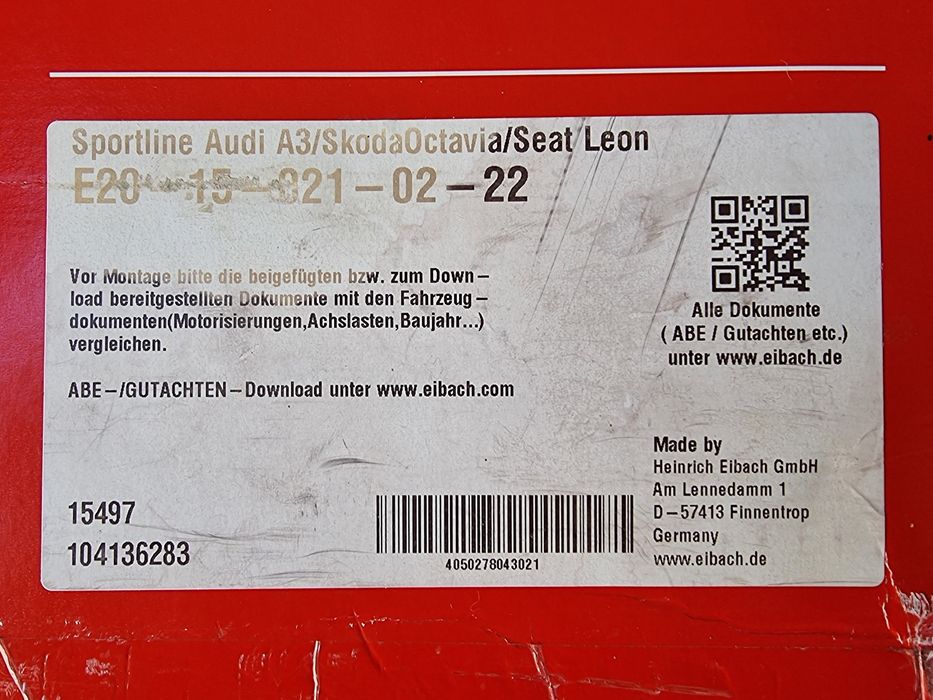 Sportline Audi A3/SkodaOctavia/Seat Leon
E20-15-021-02-22
Vor Montage bitte die beigefügten bzw. zum Down-
load bereitgestellten Dokumente mit den Fahrzeug-
dokumenten(Motorisierungen,Achslasten,Baujahr...)
vergleichen.
ABE-/GUTACHTEN-Download unter www.eibach.com
Alle Dokumente
( ABE / Gutachten etc.)
unter www.eibach.de
15497
104136283
4050278043021
Made by
Heinrich Eibach GmbH
Am Lennedamm 1
D-57413 Finnentrop
Germany
www.eibach.de